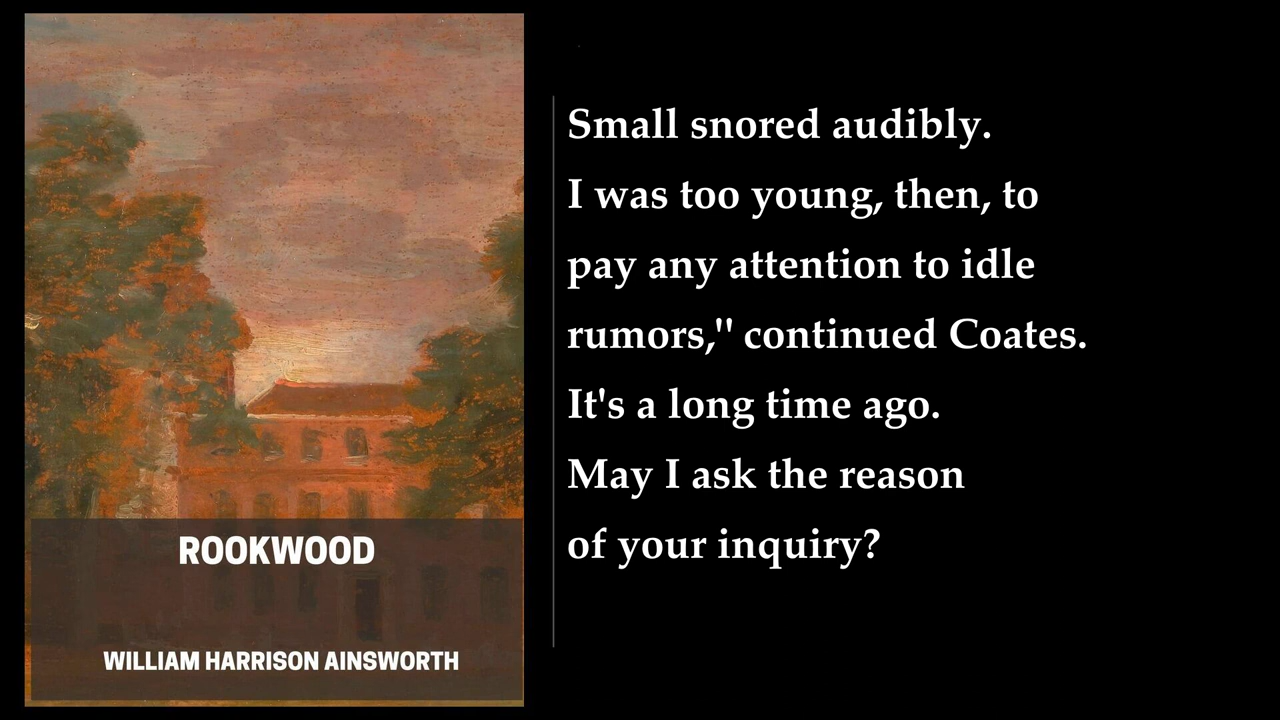 ROOKWOOD
WILLIAM HARRISON AINSWORTH
Small snored audibly.
I was too young, then, to
pay any attention to idle
rumors," continued Coates.
It's a long time ago.
May I ask the reason
of your inquiry?